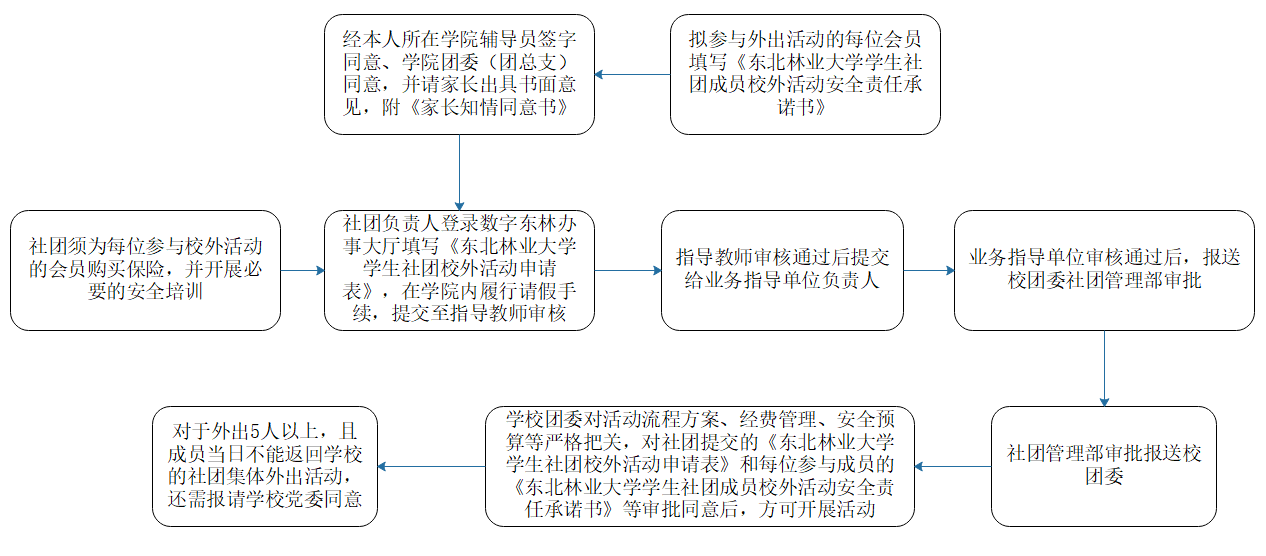 经本人所在学院辅导员签字
同意、学院团委（团总支）
同意，并请家长出具书面意
见，附《家长知情同意书》
拟参与外出活动的每位会员
填写《东北林业大学学生社
团成员校外活动安全责任承
诺书》
社团须为每位参与校外活动
的会员购买保险，并开展必
要的安全培训
社团负责人登录数字东林办
事大厅填写《东北林业大学
学生社团校外活动申请
表》，在学院内履行请假手
续，提交至指导教师审核
指导教师审核通过后提交
给业务指导单位负责人
业务指导单位审核通过后，报送
校团委社团管理部审批
对于外出5人以上，且
成员当日不能返回学校
的社团集体外出活动，
还需报请学校党委同意
学校团委对活动流程方案、经费管理、安全预
算等严格把关，对社团提交的《东北林业大学
学生社团校外活动申请表》和每位参与成员的
《东北林业大学学生社团成员校外活动安全责
任承诺书》等审批同意后，方可开展活动
社团管理部审批报送校
团委